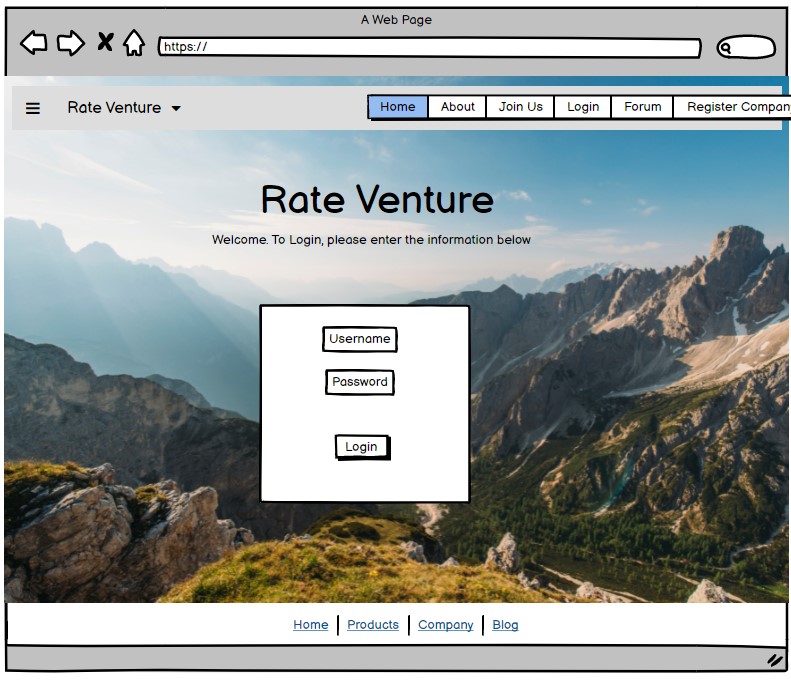 A Web Page
https://
Rate Venture
Home About Join Us Login Forum Register Compan
Rate Venture
Welcome. To Login, please enter the information below
Username
Password
Login
Home Products Company Blog